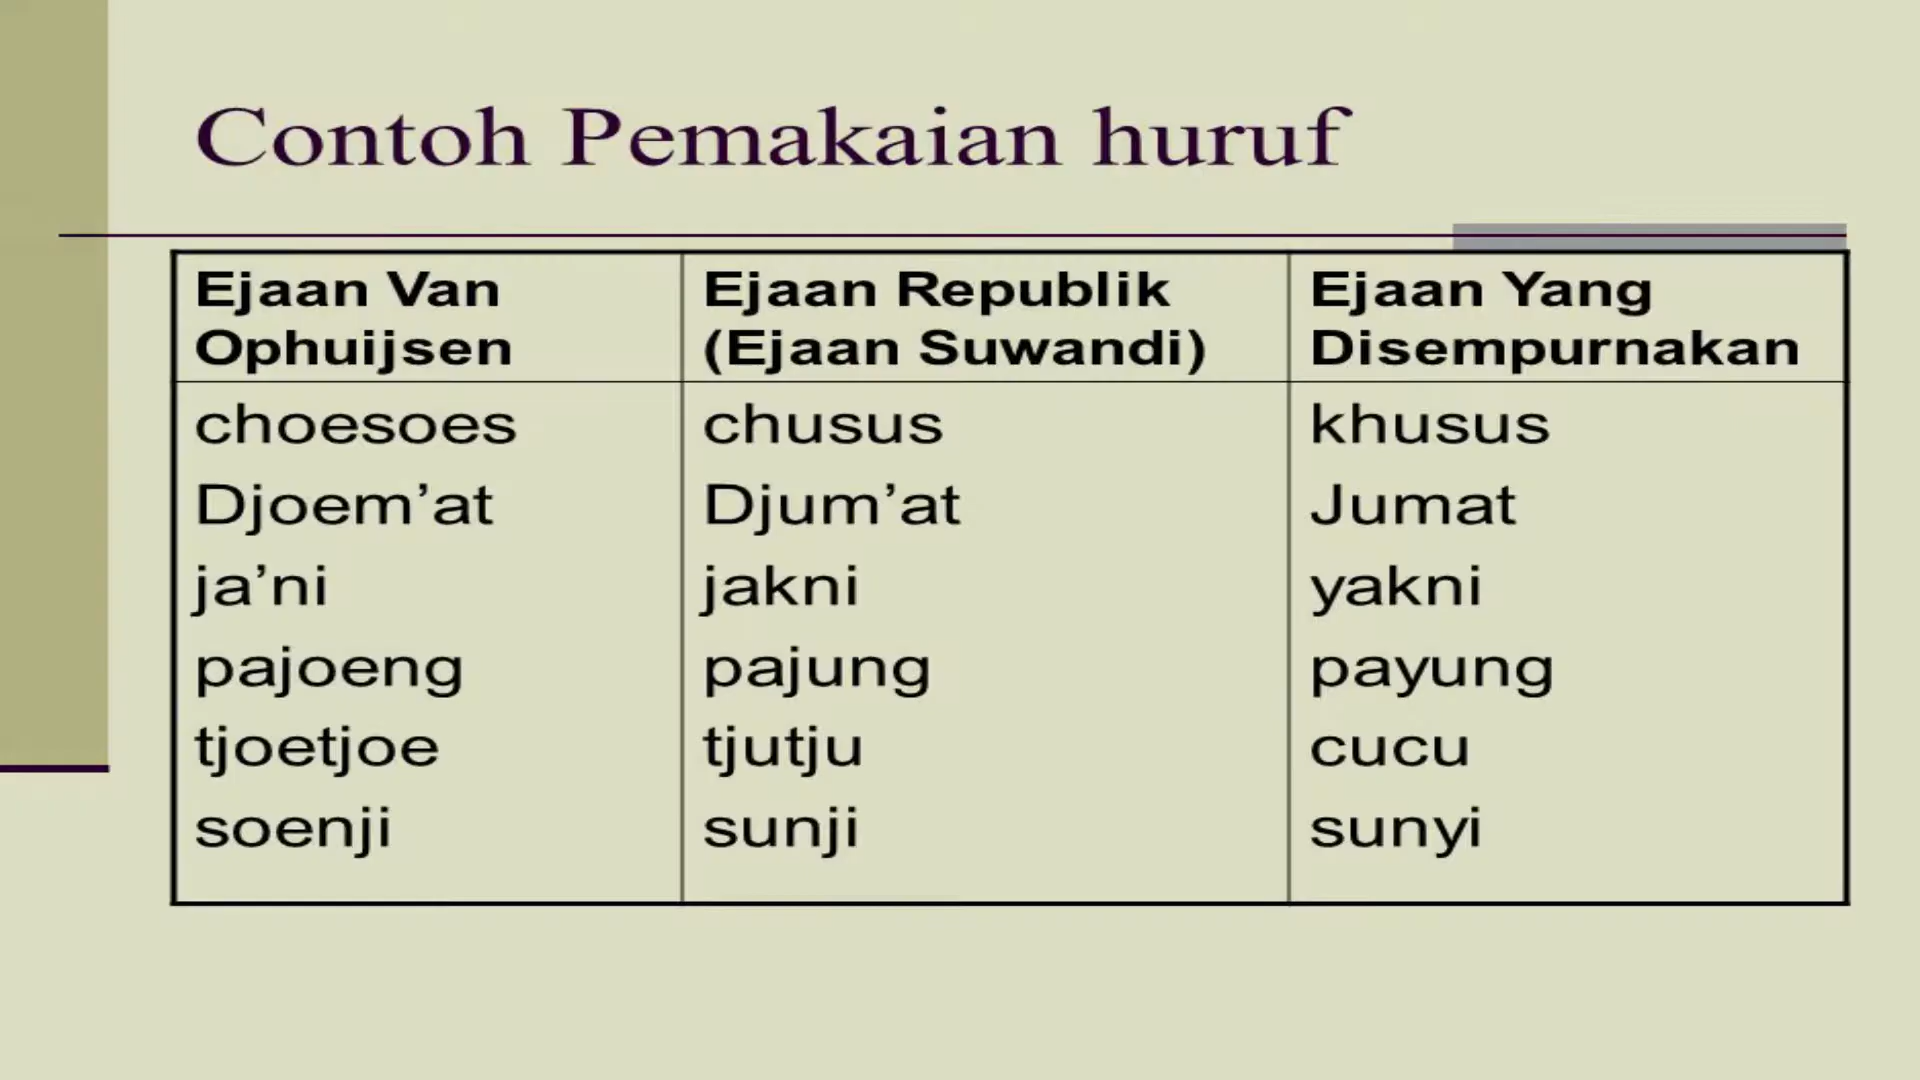 Contoh Pemakaian huruf
Ejaan Van Ophuijsen
Ejaan Republik (Ejaan Suwandi)
Ejaan Yang Disempurnakan
choesoes chusus khusus
Djoem’at Djum’at Jumat
ja’ni jakni yakni
pajoeng pajung payung
tjoetjoe tjutju cucu
soenji sunji sunyi